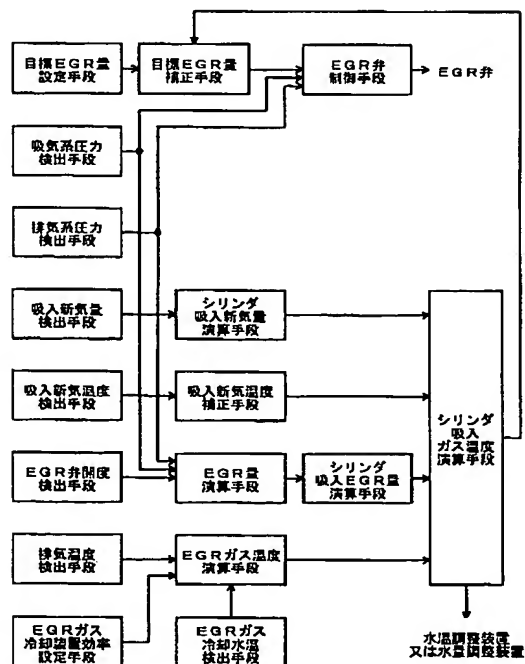 目標EGR量
設定手段
目標EGR量
補正手段
EGR弁
制御手段
EGR弁
吸気系圧力
検出手段
排気系圧力
検出手段
吸入新気量
検出手段
シリンダ
吸入新気量
演算手段
吸入新気温度
検出手段
吸入新気温度
補正手段
シリンダ
吸入
ガス温度
演算手段
EGR弁開度
検出手段
EGR量
演算手段
シリンダ
吸入EGR量
演算手段
排気温度
検出手段
EGRガス温度
演算手段
EGRガス
冷却装置効率
設定手段
EGRガス
冷却水温
検出手段
水温調整装置
又は水量調整装置